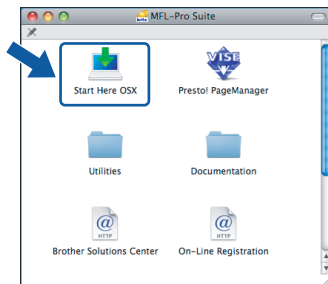 MFL-Pro Suite
Start Here OSX
VISE
Presto! PageManager
Utilities
Documentation
@
HTTP
@
HTTP
Brother Solutions Center
On-Line Registration